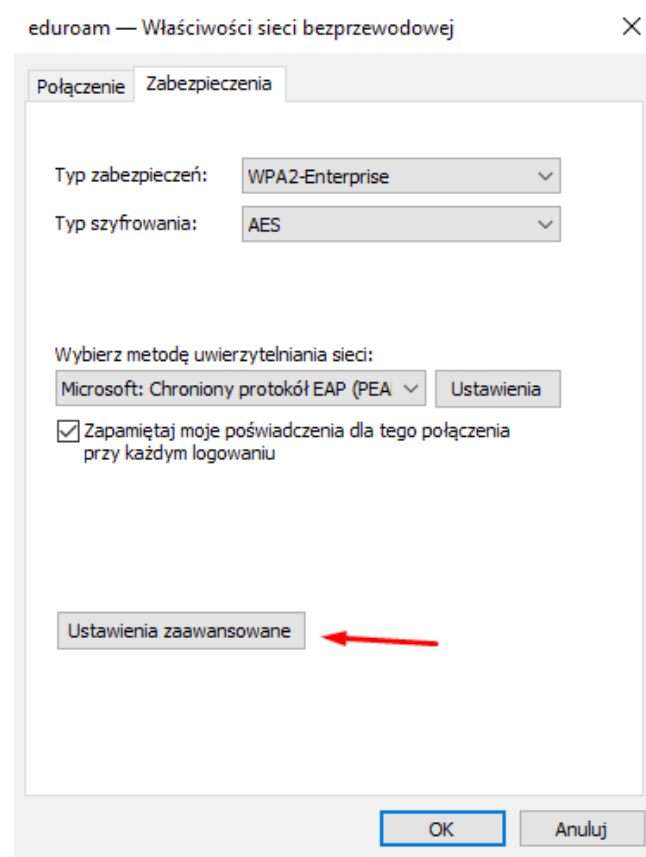 eduroam — Właściwości sieci bezprzewodowej
Połączenie Zabezpieczenia
Typ zabezpieczeń: WPA2-Enterprise
Typ szyfrowania: AES
Wybierz metodę uwierzytelniania sieci:
Microsoft: Chroniony protokół EAP (PEA Ustawienia
Zapamiętaj moje poświadczenia dla tego połączenia
przy każdym logowaniu
Ustawienia zaawansowane
OK Anuluj